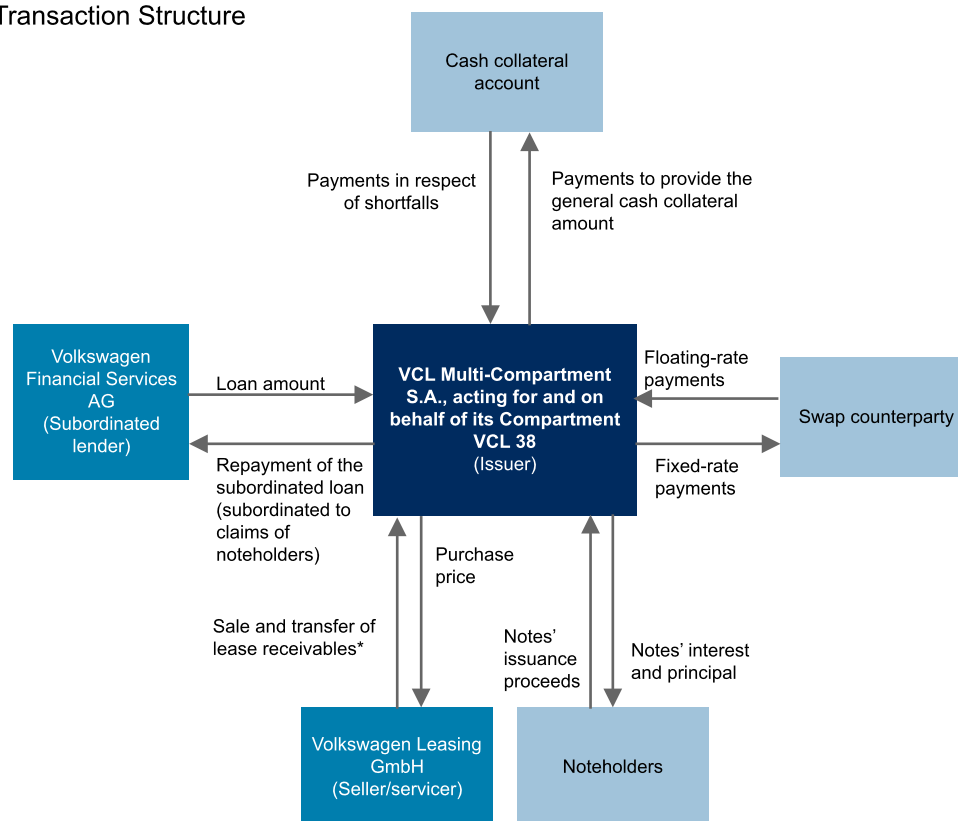 Transaction Structure
Cash collateral
account
Payments in respect
of shortfalls
Payments to provide the
general cash collateral
amount
Volkswagen
Financial Services
AG
(Subordinated
lender)
Loan amount
Repayment of the
subordinated loan
(subordinated to
claims of
noteholders)
VCL Multi-Compartment
S.A., acting for and on
behalf of its Compartment
VCL 38
(Issuer)
Floating-rate
payments
Fixed-rate
payments
Swap counterparty
Purchase
price
Sale and transfer of
lease receivables*
Notes’
issuance
proceeds
Notes’ interest
and principal
Volkswagen Leasing
GmbH
(Seller/servicer)
Noteholders